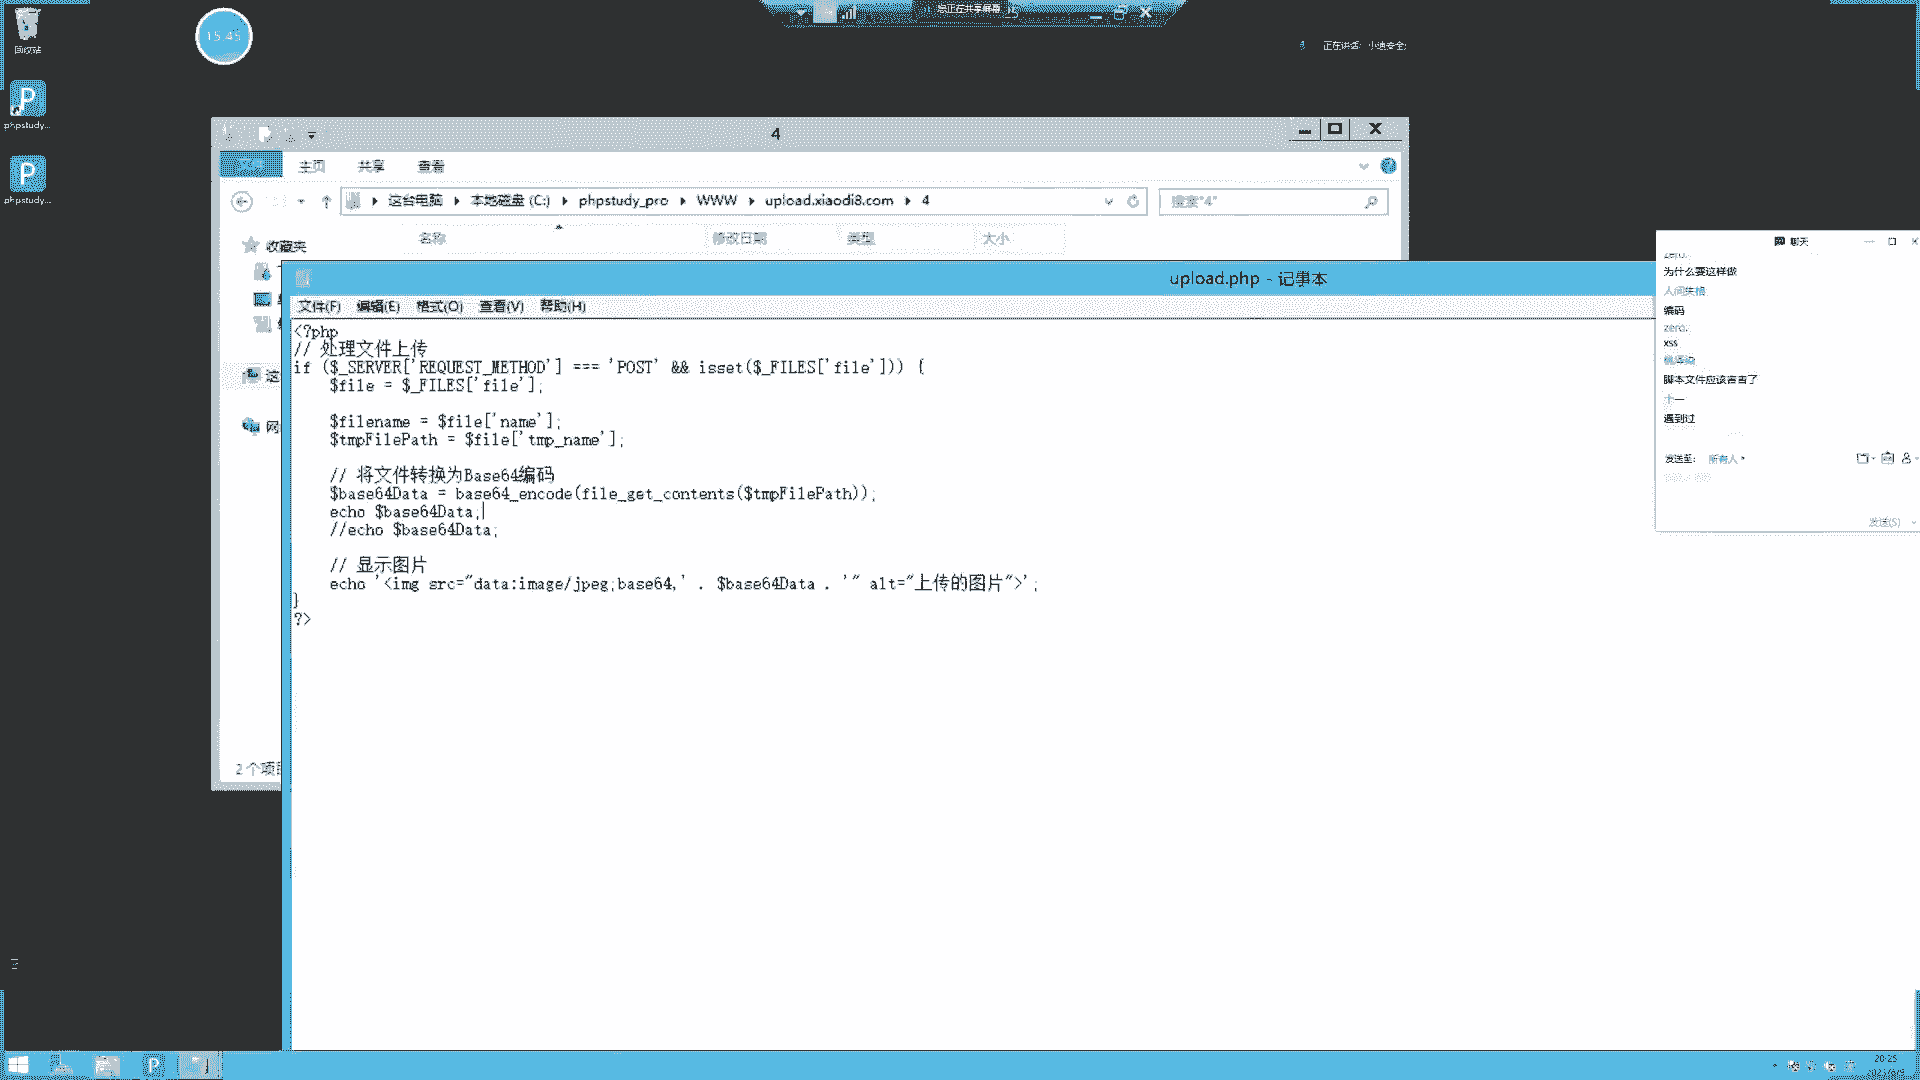 回收站
15:45
phpstudy...
phpstudy...
您正在共享屏幕
正在讲话: 小迪安全;
4
文件
主页
共享
查看
这台电脑
本地磁盘 (C:)
phpstudy_pro
WWW
upload.xiaodi8.com
4
搜索"4"
收藏夹
名称
修改日期
类型
大小
upload.php - 记事本
文件(F)
编辑(E)
格式(O)
查看(V)
帮助(H)
<?php
// 处理文件上传
if ($_SERVER['REQUEST_METHOD'] === 'POST' && isset($_FILES['file'])) {
$file = $_FILES['file'];
$filename = $file['name'];
$tmpFilePath = $file['tmp_name'];
// 将文件转换为Base64编码
$base64Data = base64_encode(file_get_contents($tmpFilePath));
echo $base64Data;
//echo $base64Data;
// 显示图片
echo '<img src="data:image/jpeg;base64,' . $base64Data . '" alt="上传的图片">';
}
?>
聊天
zero.
为什么要这样做
人间失格
编码
zero.
xss
脚本文件应该害害了
十一
遇到过
发送至:
所有人
发送(S)
20:25